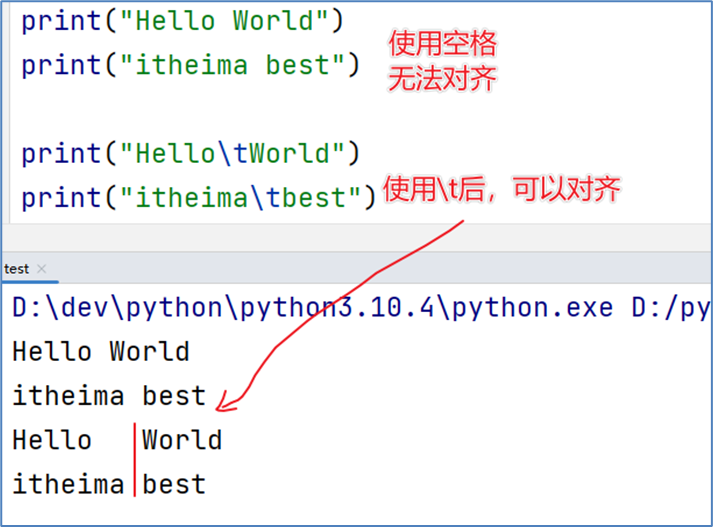 print("Hello World")
print("itheima best")
使用空格
无法对齐
print("Hello\tWorld")
print("itheima\tbest")
使用\t后，可以对齐
test ×
D:\dev\python\python3.10.4\python.exe D:/py
Hello World
itheima best
Hello   World
itheima best